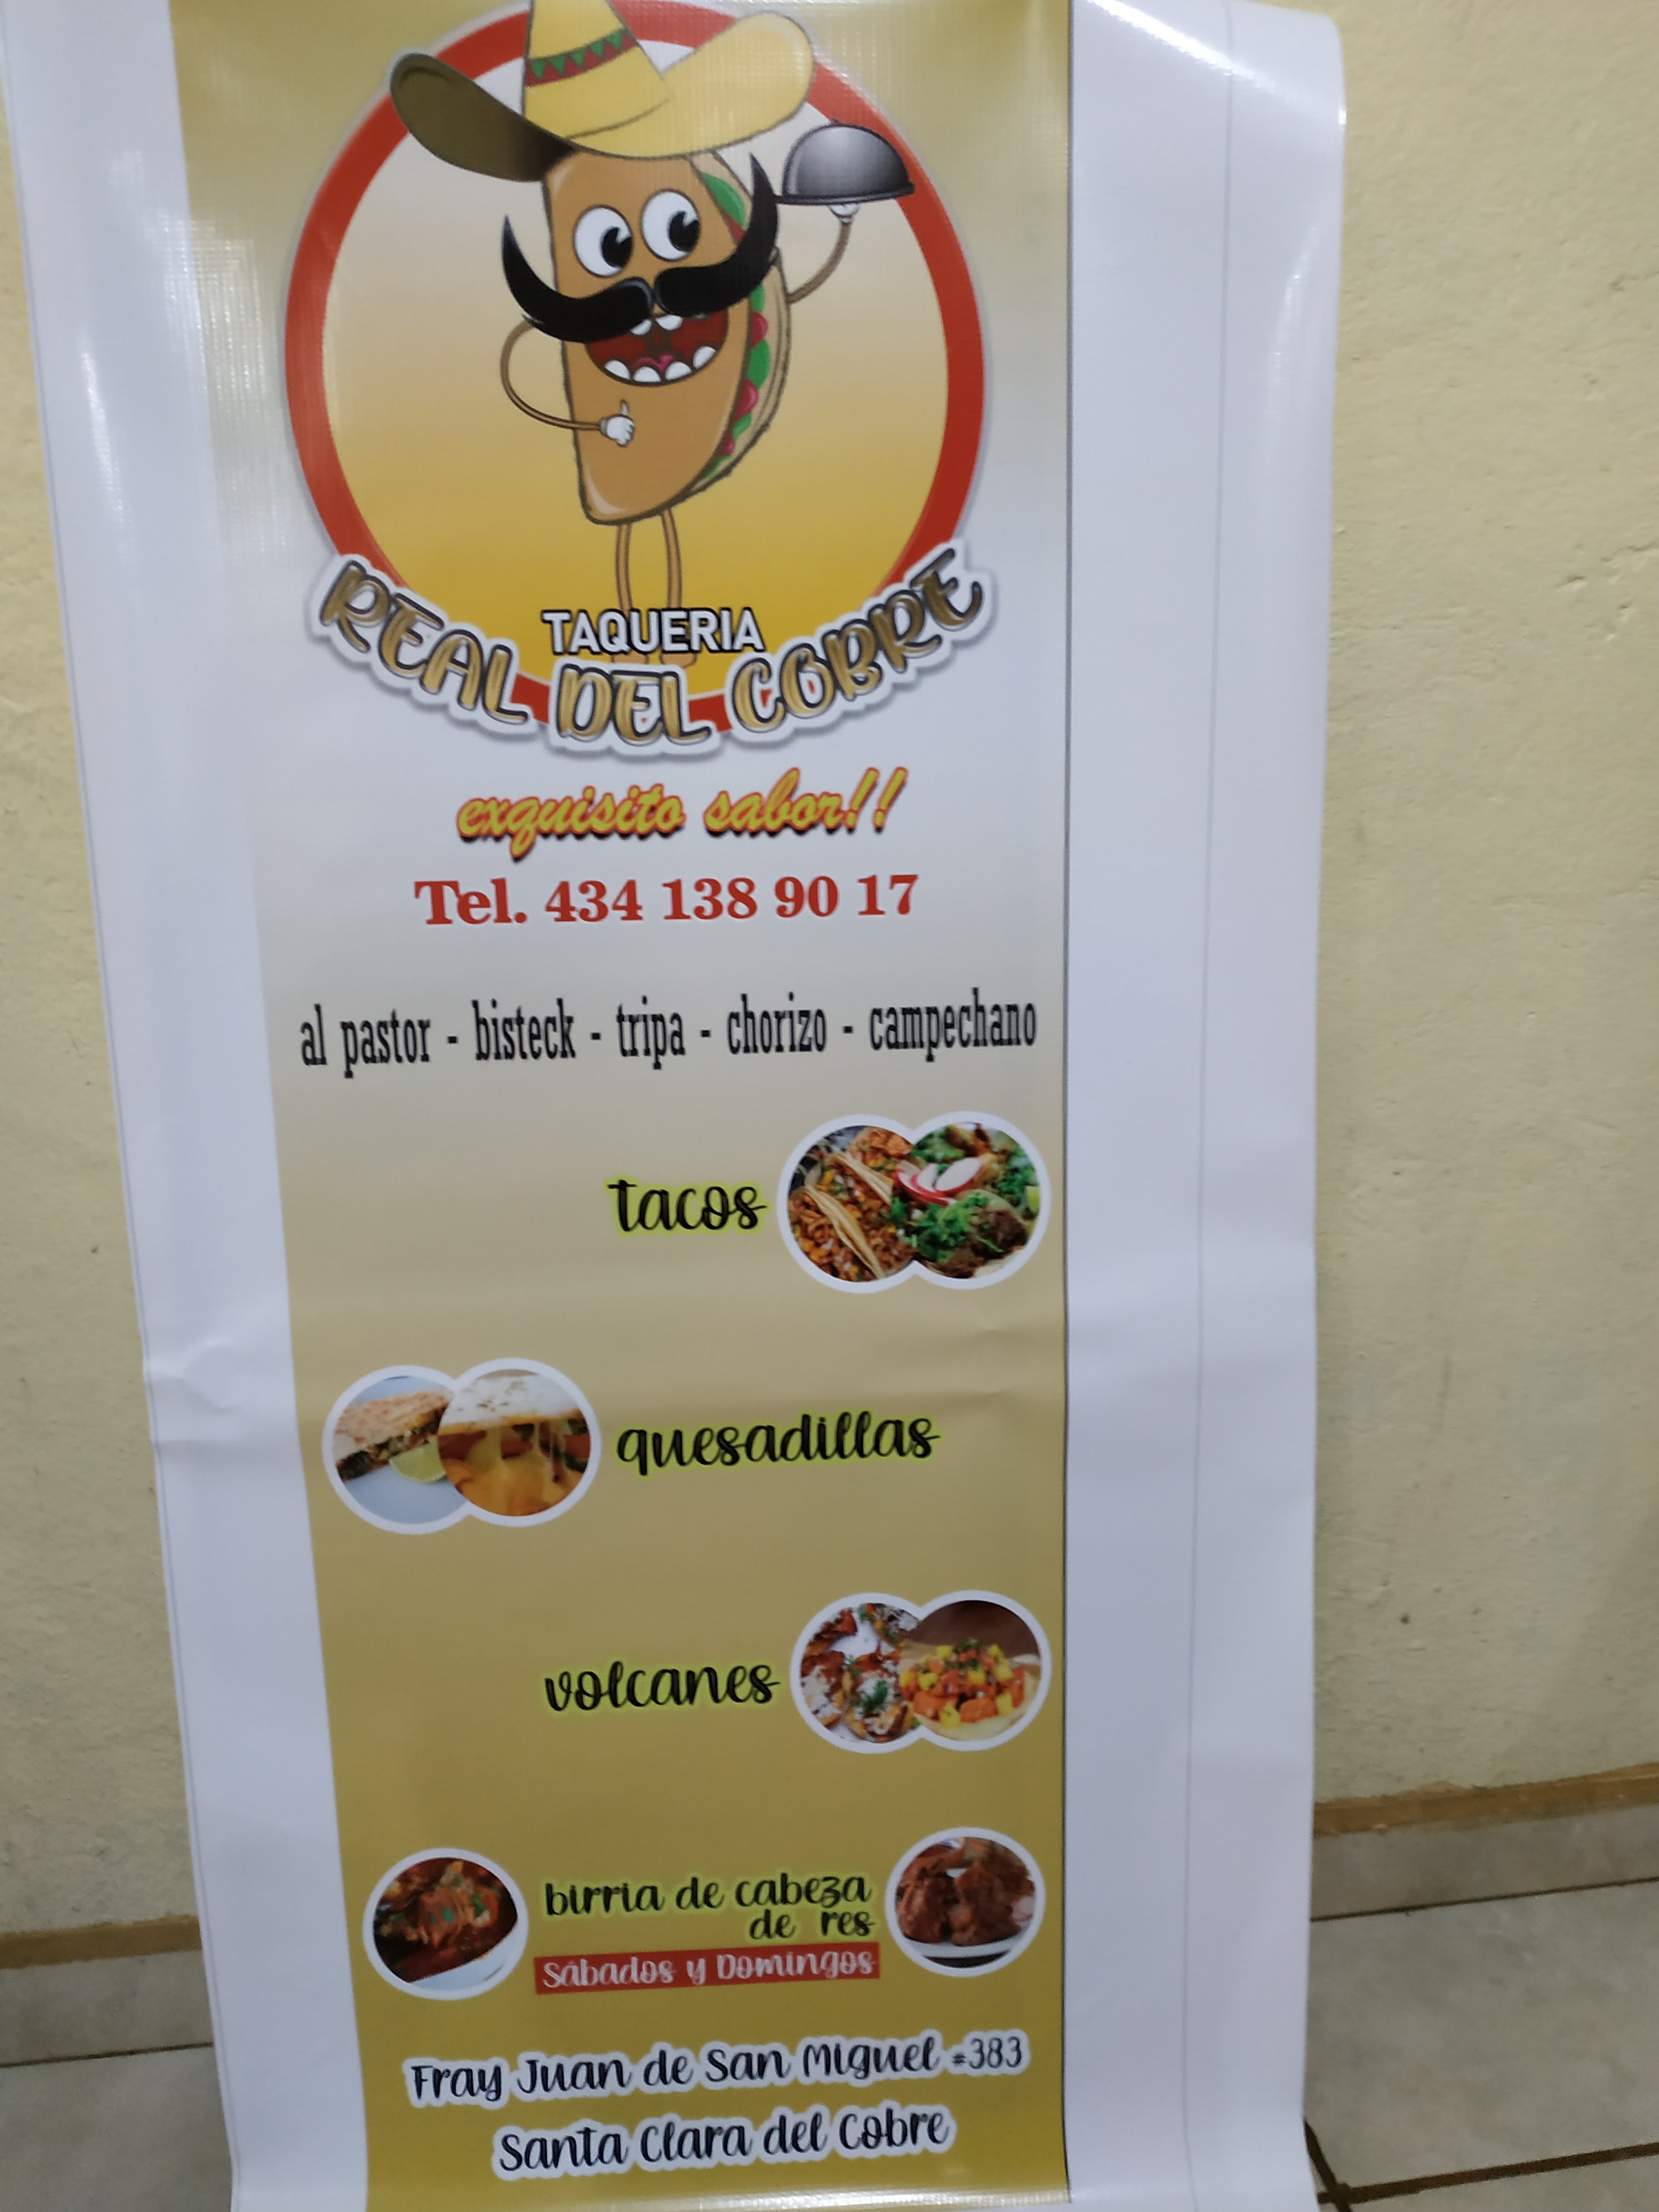 TAQUERIA
REAL DEL COBRE
exquisito sabor!!
Tel. 434 138 90 17
al pastor - bisteck - tripa - chorizo - campechano
tacos
quesadillas
volcanes
birria de cabeza
de res
Sábados y Domingos
Fray Juan de San Miguel #383
Santa Clara del Cobre